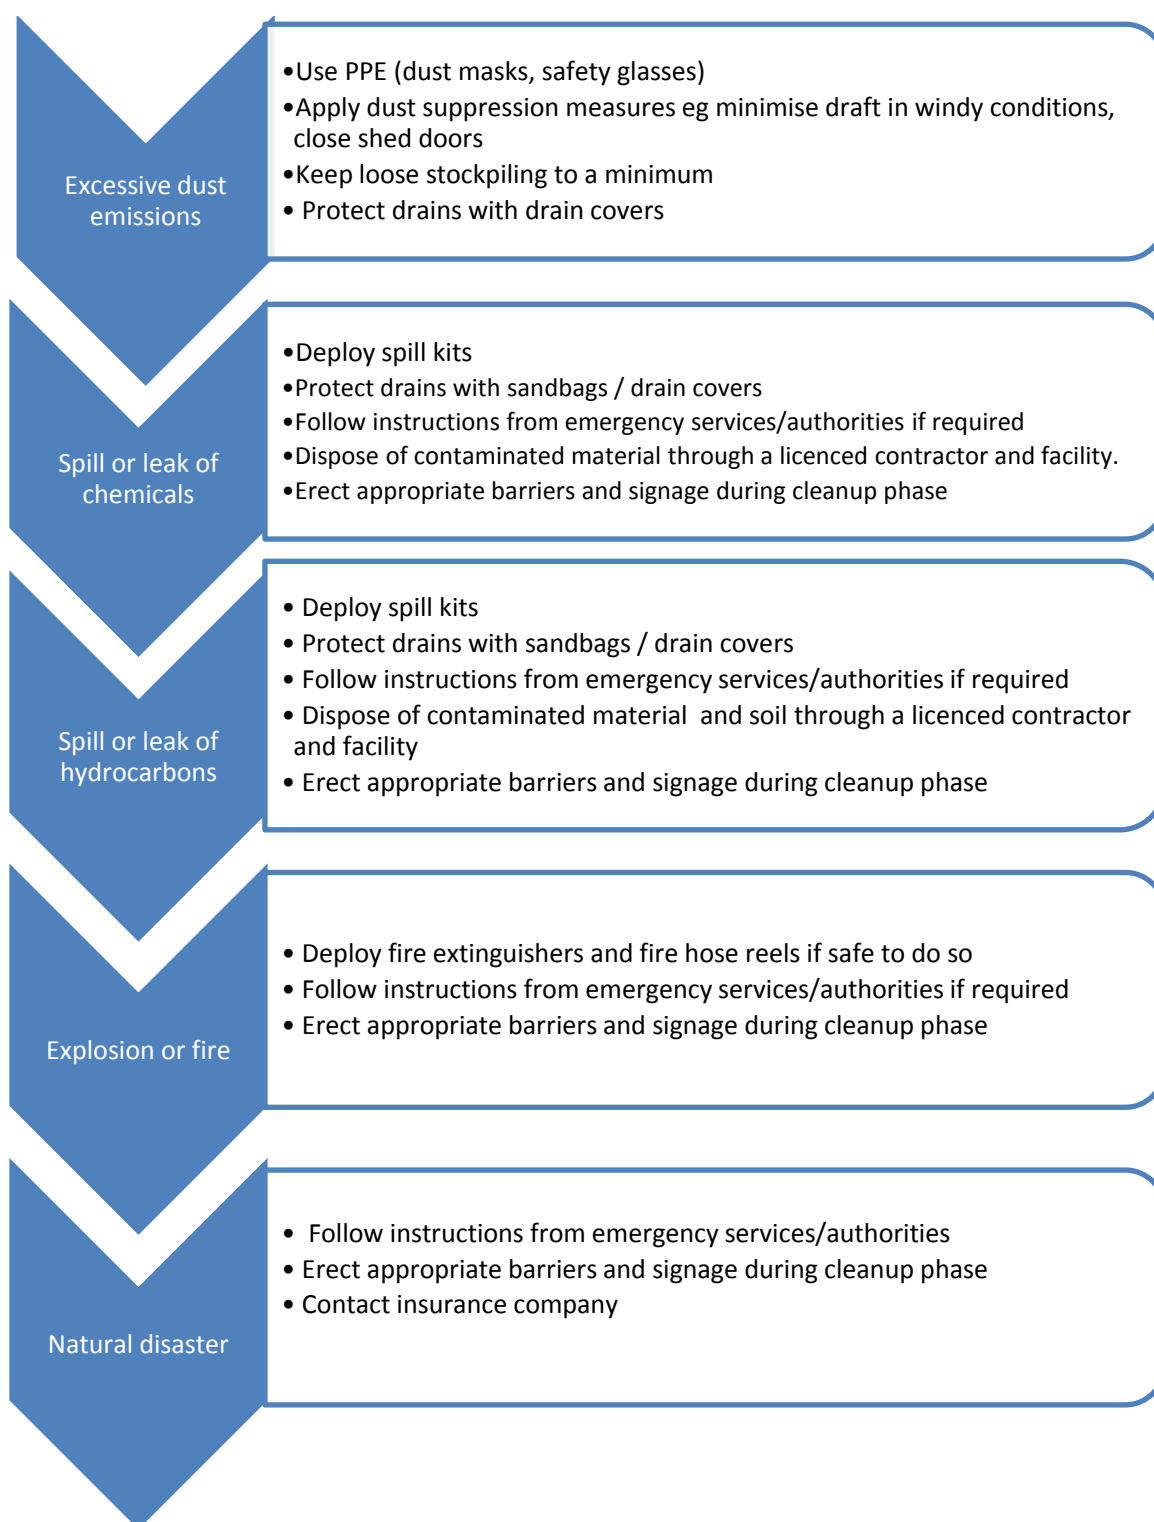 Excessive dust
emissions
•Use PPE (dust masks, safety glasses)
•Apply dust suppression measures eg minimise draft in windy conditions,
close shed doors
•Keep loose stockpiling to a minimum
• Protect drains with drain covers
Spill or leak of
chemicals
•Deploy spill kits
•Protect drains with sandbags / drain covers
•Follow instructions from emergency services/authorities if required
•Dispose of contaminated material through a licenced contractor and facility.
•Erect appropriate barriers and signage during cleanup phase
Spill or leak of
hydrocarbons
• Deploy spill kits
• Protect drains with sandbags / drain covers
• Follow instructions from emergency services/authorities if required
• Dispose of contaminated material  and soil through a licenced contractor
and facility
• Erect appropriate barriers and signage during cleanup phase
Explosion or fire
• Deploy fire extinguishers and fire hose reels if safe to do so
• Follow instructions from emergency services/authorities if required
• Erect appropriate barriers and signage during cleanup phase
Natural disaster
•  Follow instructions from emergency services/authorities
• Erect appropriate barriers and signage during cleanup phase
• Contact insurance company